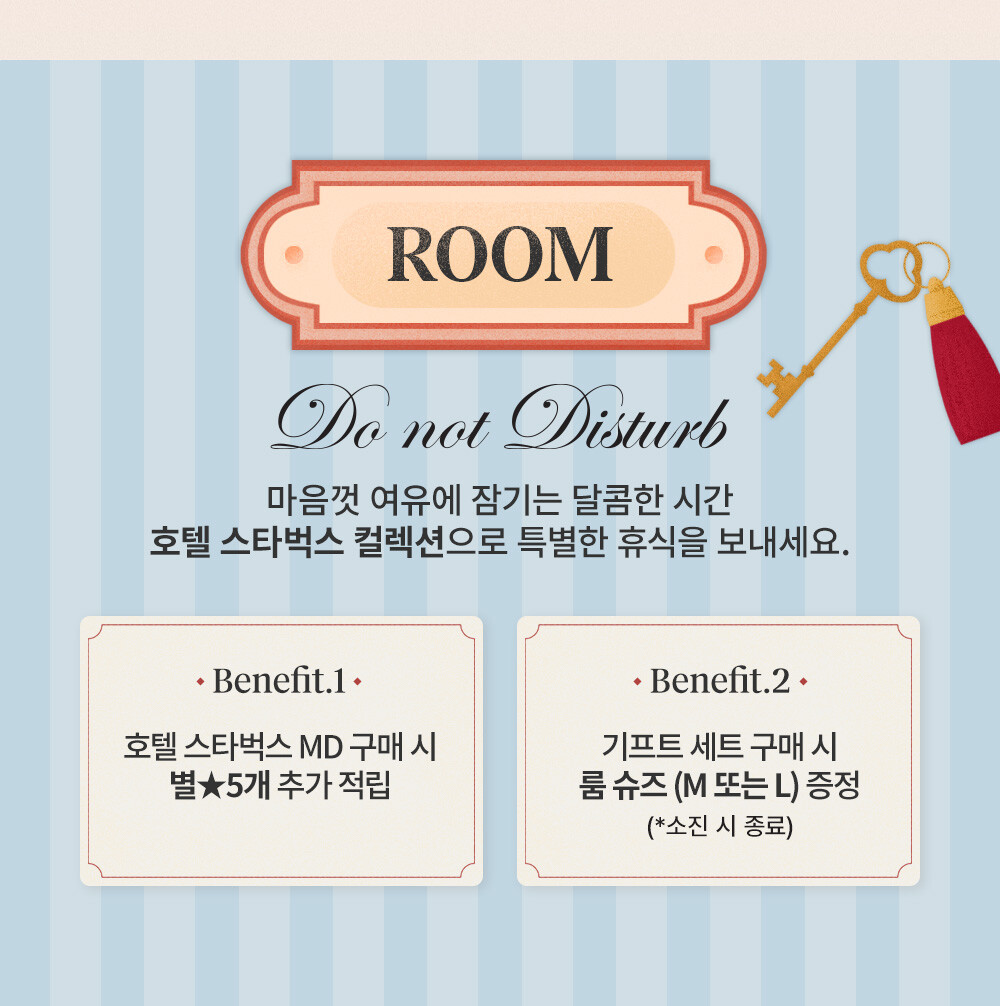 ROOM
Do not Disturb
마음껏 여유에 잠기는 달콤한 시간
호텔 스타벅스 컬렉션으로 특별한 휴식을 보내세요.
Benefit.1
호텔 스타벅스 MD 구매 시
별★5개 추가 적립
Benefit.2
기프트 세트 구매 시
룸 슈즈 (M 또는 L) 증정
(*소진 시 종료)